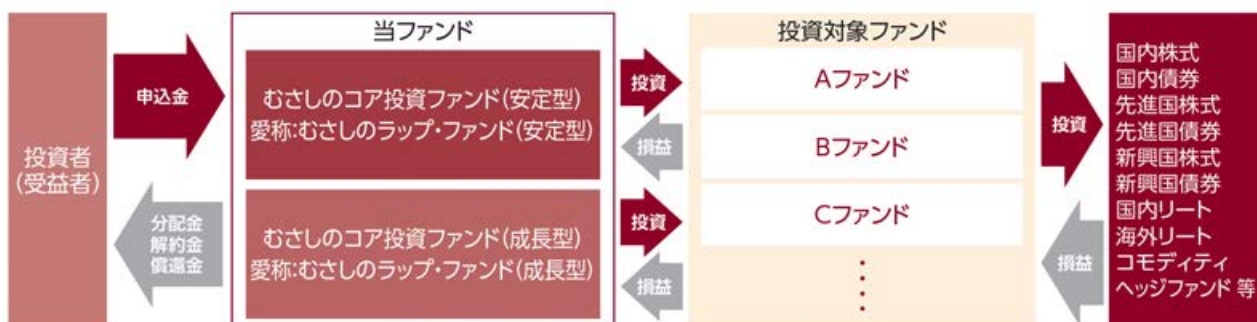 投資者
(受益者)
申込金
分配金
解約金
償還金
当ファンド
むさしのコア投資ファンド(安定型)
愛称:むさしのラップ・ファンド(安定型)
むさしのコア投資ファンド(成長型)
愛称:むさしのラップ・ファンド(成長型)
投資
損益
投資
損益
投資対象ファンド
Aファンド
Bファンド
Cファンド
投資
損益
国内株式
国内債券
先進国株式
先進国債券
新興国株式
新興国債券
国内リート
海外リート
コモディティ
ヘッジファンド 等